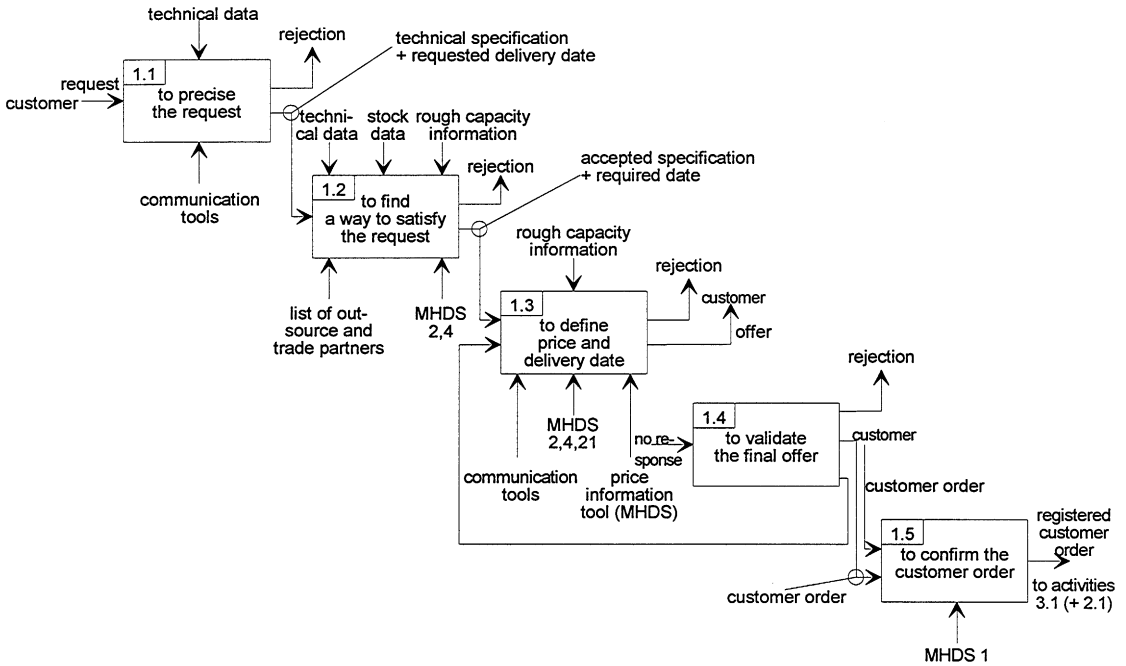 technical data
rejection
technical specification
+ requested delivery date
request
customer
1.1
to precise
the request
techni-
cal data
stock
data
rough capacity
information
communication
tools
rejection
accepted specification
+ required date
1.2
to find
a way to satisfy
the request
rough capacity
information
list of out-
source and
trade partners
MHDS
2,4
rejection
customer
offer
1.3
to define
price and
delivery date
rejection
MHDS
2,4,21
communication
tools
price
information
tool (MHDS)
no re-
sponse
1.4
to validate
the final offer
customer
customer order
1.5
to confirm the
customer order
registered
customer
order
to activities
3.1 (+ 2.1)
customer order
MHDS 1